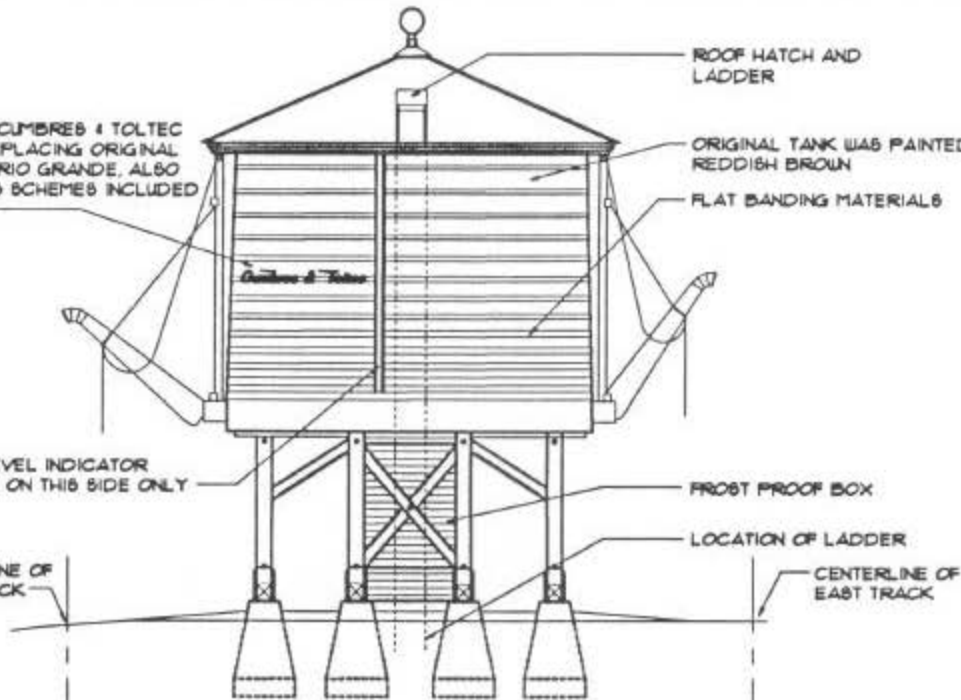 ROOF HATCH AND
LADDER
CUMBRES & TOLTEC
PLACING ORIGINAL
RIO GRANDE, ALSO
SCHEMES INCLUDED
ORIGINAL TANK WAS PAINTED
REDDISH BROWN
FLAT BANDING MATERIALS
Cumbres & Toltec
VEL INDICATOR
ON THIS SIDE ONLY
FROST PROOF BOX
LOCATION OF LADDER
NE OF
CK
CENTERLINE OF
EAST TRACK